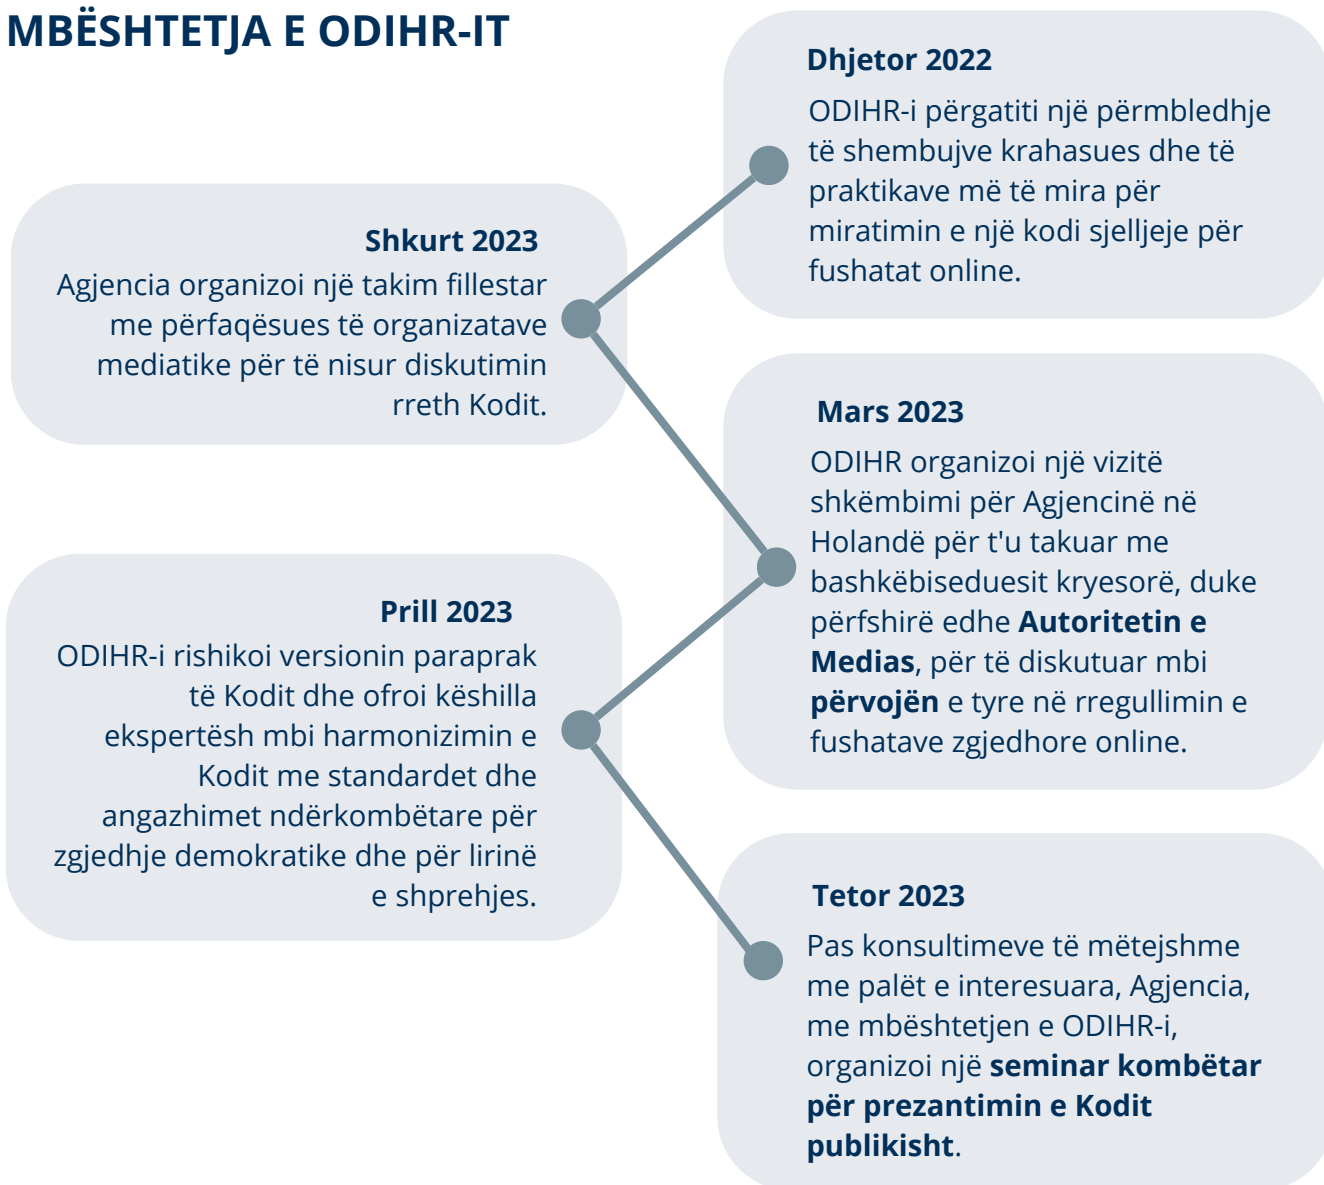 MBËSHTETJA E ODIHR-IT
Dhjetor 2022
ODIHR-i përgatiti një përmbledhje
të shembujve krahasues dhe të
praktikave më të mira për
miratimin e një kodi sjelljeje për
fushatat online.
Shkurt 2023
Agjencia organizoi një takim fillestar
me përfaqësues të organizatave
mediatike për të nisur diskutimin
rreth Kodit.
Mars 2023
ODIHR organizoi një vizitë
shkëmbimi për Agjencinë në
Holandë për t'u takuar me
bashkëbiseduesit kryesorë, duke
përfshirë edhe Autoritetin e
Medias, për të diskutuar mbi
përvojën e tyre në rregullimin e
fushatave zgjedhore online.
Prill 2023
ODIHR-i rishikoi versionin paraprak
të Kodit dhe ofroi këshilla
ekspertësh mbi harmonizimin e
Kodit me standardet dhe
angazhimet ndërkombëtare për
zgjedhje demokratike dhe për lirinë
e shprehjes.
Tetor 2023
Pas konsultimeve të mëtejshme
me palët e interesuara, Agjencia,
me mbështetjen e ODIHR-i,
organizoi një seminar kombëtar
për prezantimin e Kodit
publikisht.